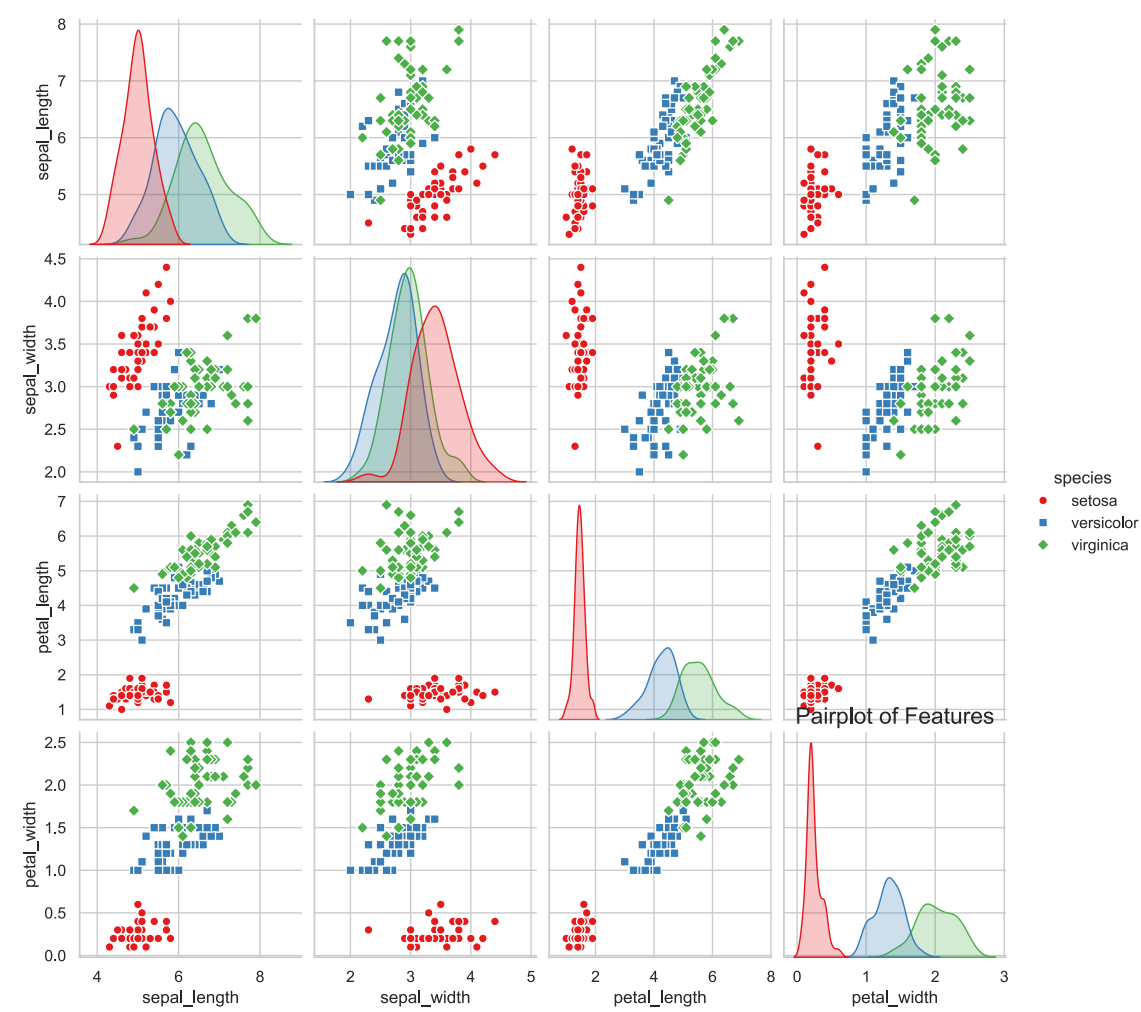 8
7
6
5
sepal_length
4.5
4.0
3.5
3.0
2.5
2.0
sepal_width
species
setosa
versicolor
virginica
7
6
5
4
3
2
1
petal_length
Pairplot of Features
2.5
2.0
1.5
1.0
0.5
0.0
petal_width
4 6 8
2 3 4 5
2 4 6 8
0 1 2 3
sepal_length
sepal_width
petal_length
petal_width